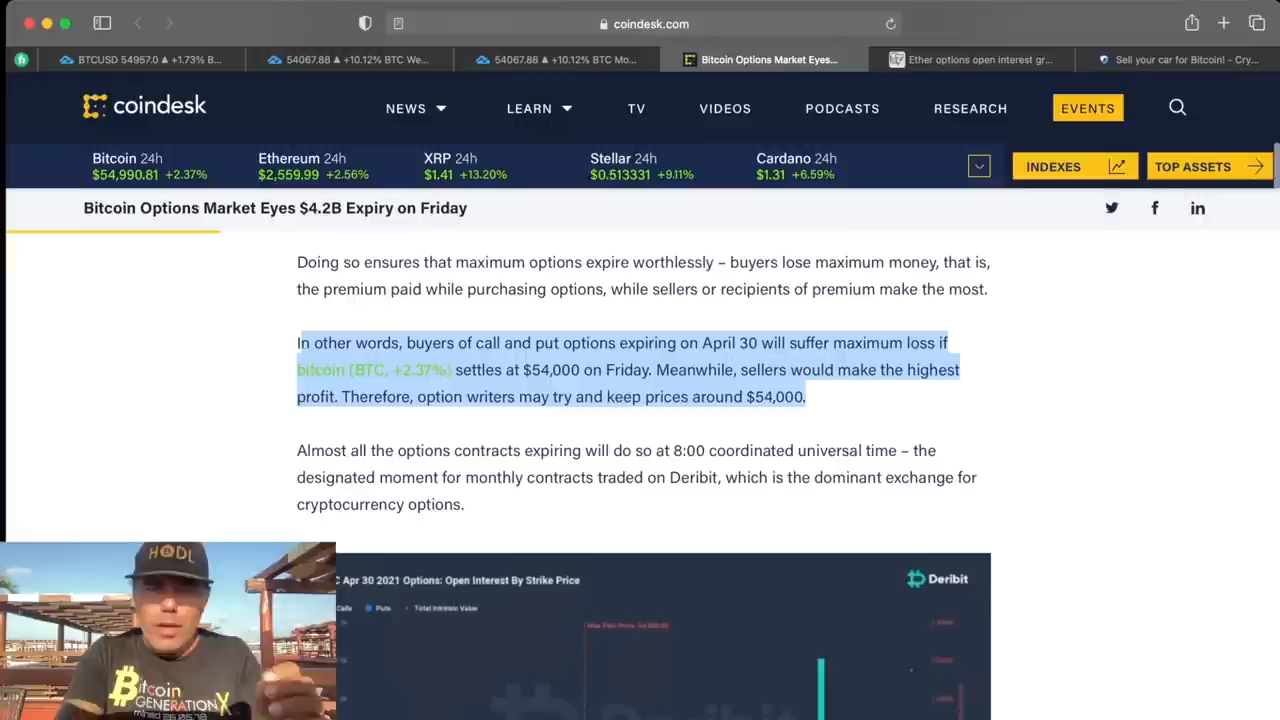 coindesk.com
BTCUSD 54957.0 ▲ +1.73% B...
54067.88 ▲ +10.12% BTC We...
54067.88 ▲ +10.12% BTC Mo...
Bitcoin Options Market Eyes...
Ether options open interest gr...
Sell your car for Bitcoin! - Cry...
coindesk
NEWS
LEARN
TV
VIDEOS
PODCASTS
RESEARCH
EVENTS
Bitcoin 24h
$54,990.81 +2.37%
Ethereum 24h
$2,559.99 +2.56%
XRP 24h
$1.41 +13.20%
Stellar 24h
$0.513331 +9.11%
Cardano 24h
$1.31 +6.59%
INDEXES
TOP ASSETS
Bitcoin Options Market Eyes $4.2B Expiry on Friday
Doing so ensures that maximum options expire worthlessly – buyers lose maximum money, that is,
the premium paid while purchasing options, while sellers or recipients of premium make the most.
In other words, buyers of call and put options expiring on April 30 will suffer maximum loss if
bitcoin (BTC, +2.37%) settles at $54,000 on Friday. Meanwhile, sellers would make the highest
profit. Therefore, option writers may try and keep prices around $54,000.
Almost all the options contracts expiring will do so at 8:00 coordinated universal time – the
designated moment for monthly contracts traded on Deribit, which is the dominant exchange for
cryptocurrency options.
C Apr 30 2021 Options: Open Interest By Strike Price
Deribit
Calls Puts Total Intrinsic Value
HODL
Bitcoin
GENERATION X